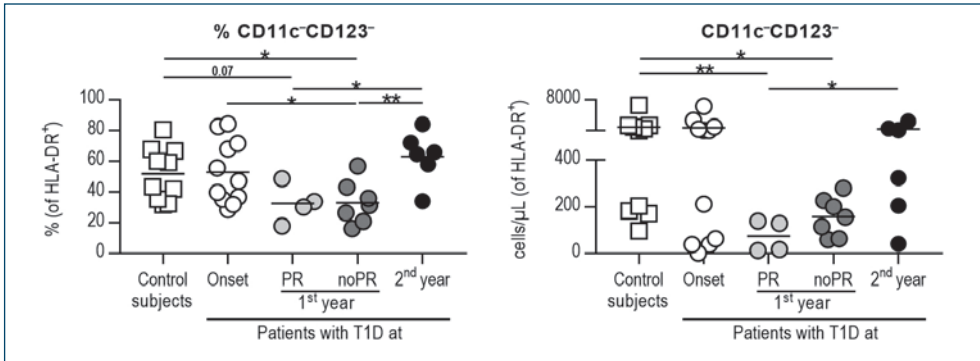 % CD11c⁻CD123⁻
*
0.07
*
*
**
100
80
60
40
20
0
% (of HLA-DR⁺)
Control subjects
Onset
PR
noPR
2nd year
1st year
Patients with T1D at
CD11c⁻CD123⁻
*
**
*
8000
400
200
0
cells/µL (of HLA-DR⁺)
Control subjects
Onset
PR
noPR
2nd year
1st year
Patients with T1D at